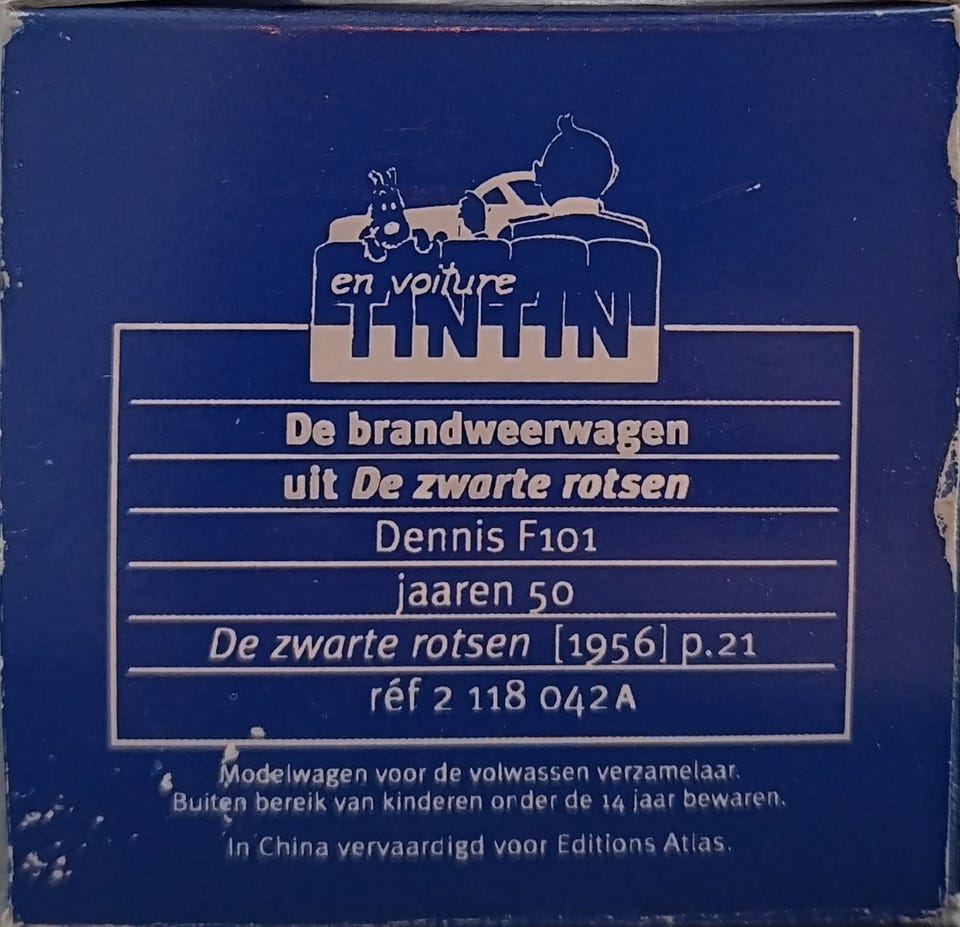 en voiture
TINTIN
De brandweerwagen
uit De zwarte rotsen
Dennis F101
jaaren 50
De zwarte rotsen [1956] p.21
réf 2 118 042A
Modelwagen voor de volwassen verzamelaar.
Buiten bereik van kinderen onder de 14 jaar bewaren.
In China vervaardigd voor Editions Atlas.